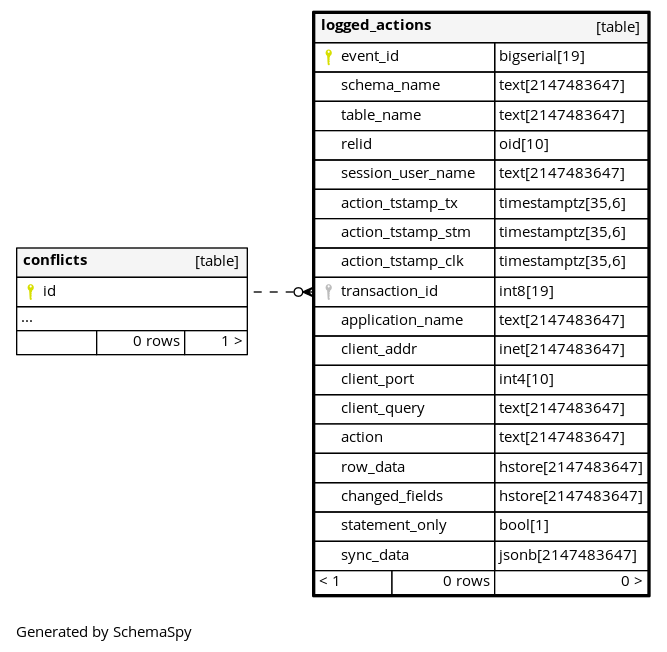 logged_actions [table]
event_id bigserial[19]
schema_name text[2147483647]
table_name text[2147483647]
relid oid[10]
session_user_name text[2147483647]
action_tstamp_tx timestamptz[35,6]
action_tstamp_stm timestamptz[35,6]
action_tstamp_clk timestamptz[35,6]
transaction_id int8[19]
application_name text[2147483647]
client_addr inet[2147483647]
client_port int4[10]
client_query text[2147483647]
action text[2147483647]
row_data hstore[2147483647]
changed_fields hstore[2147483647]
statement_only bool[1]
sync_data jsonb[2147483647]
< 1 0 rows 0 >
conflicts [table]
id
...
0 rows 1 >
Generated by SchemaSpy